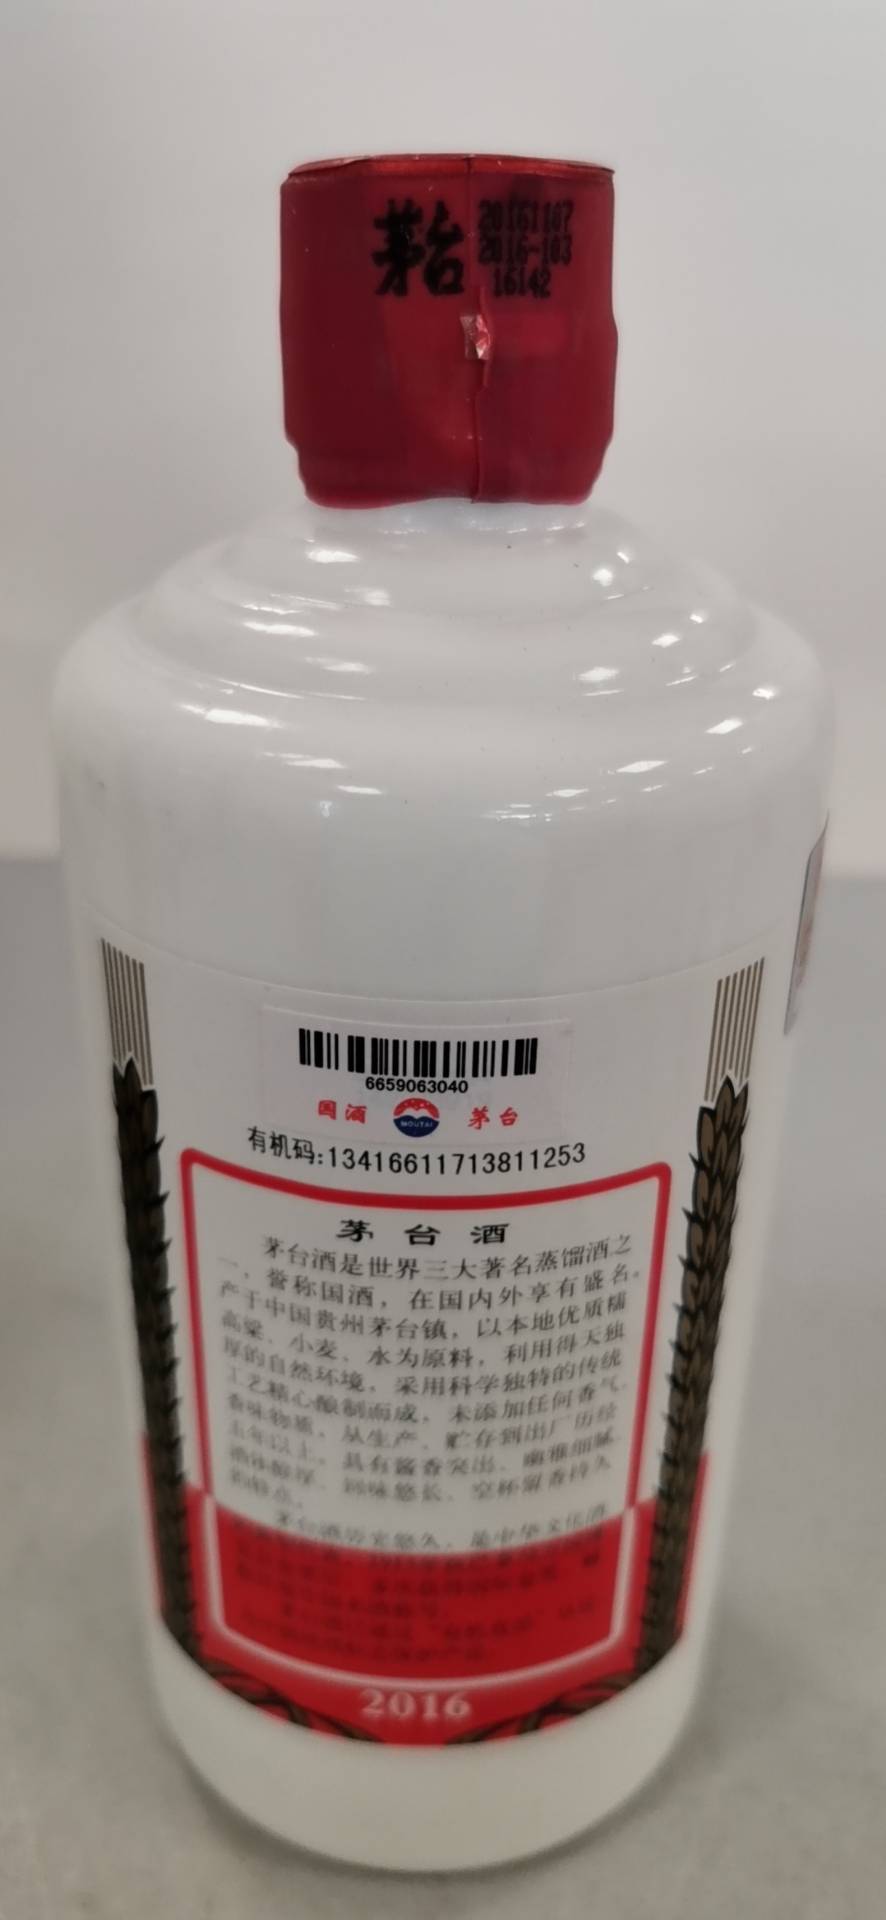 茅台
20161107
2016-103
16142
6659063040
国酒 MOUTAI 茅台
有机码:13416611713811253
茅台酒
茅台酒是世界三大著名蒸馏酒之
一,誉称国酒,在国内外享有盛名。
产于中国贵州茅台镇,以本地优质糯
高粱、小麦、水为原料,利用得天独
厚的自然环境,采用科学独特的传统
工艺精心酿制而成,未添加任何香气、
香味物质。从生产、贮存到出厂历经
五年以上,具有酱香突出、幽雅细腻、
酒体醇厚、回味悠长、空杯留香持久
的特点。
茅台酒历史悠久,是中华文化酒
2016